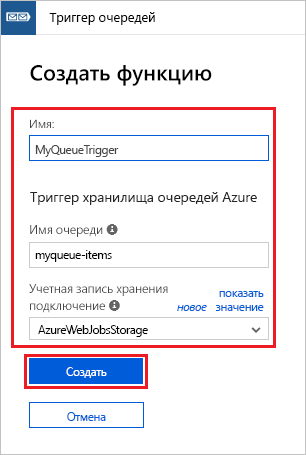 Триггер очередей
Создать функцию
Имя:
MyQueueTrigger
Триггер хранилища очередей Azure
Имя очереди
myqueue-items
Учетная запись хранения показать
подключение новое значение
AzureWebJobsStorage
Создать
Отмена